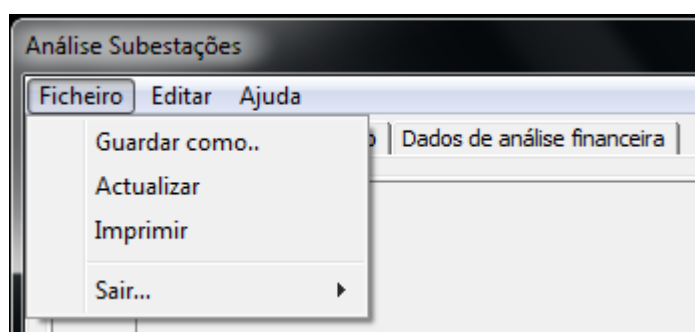 Análise Subestações
Ficheiro Editar Ajuda
Guardar como.. Dados de análise financeira
Actualizar
Imprimir
Sair...